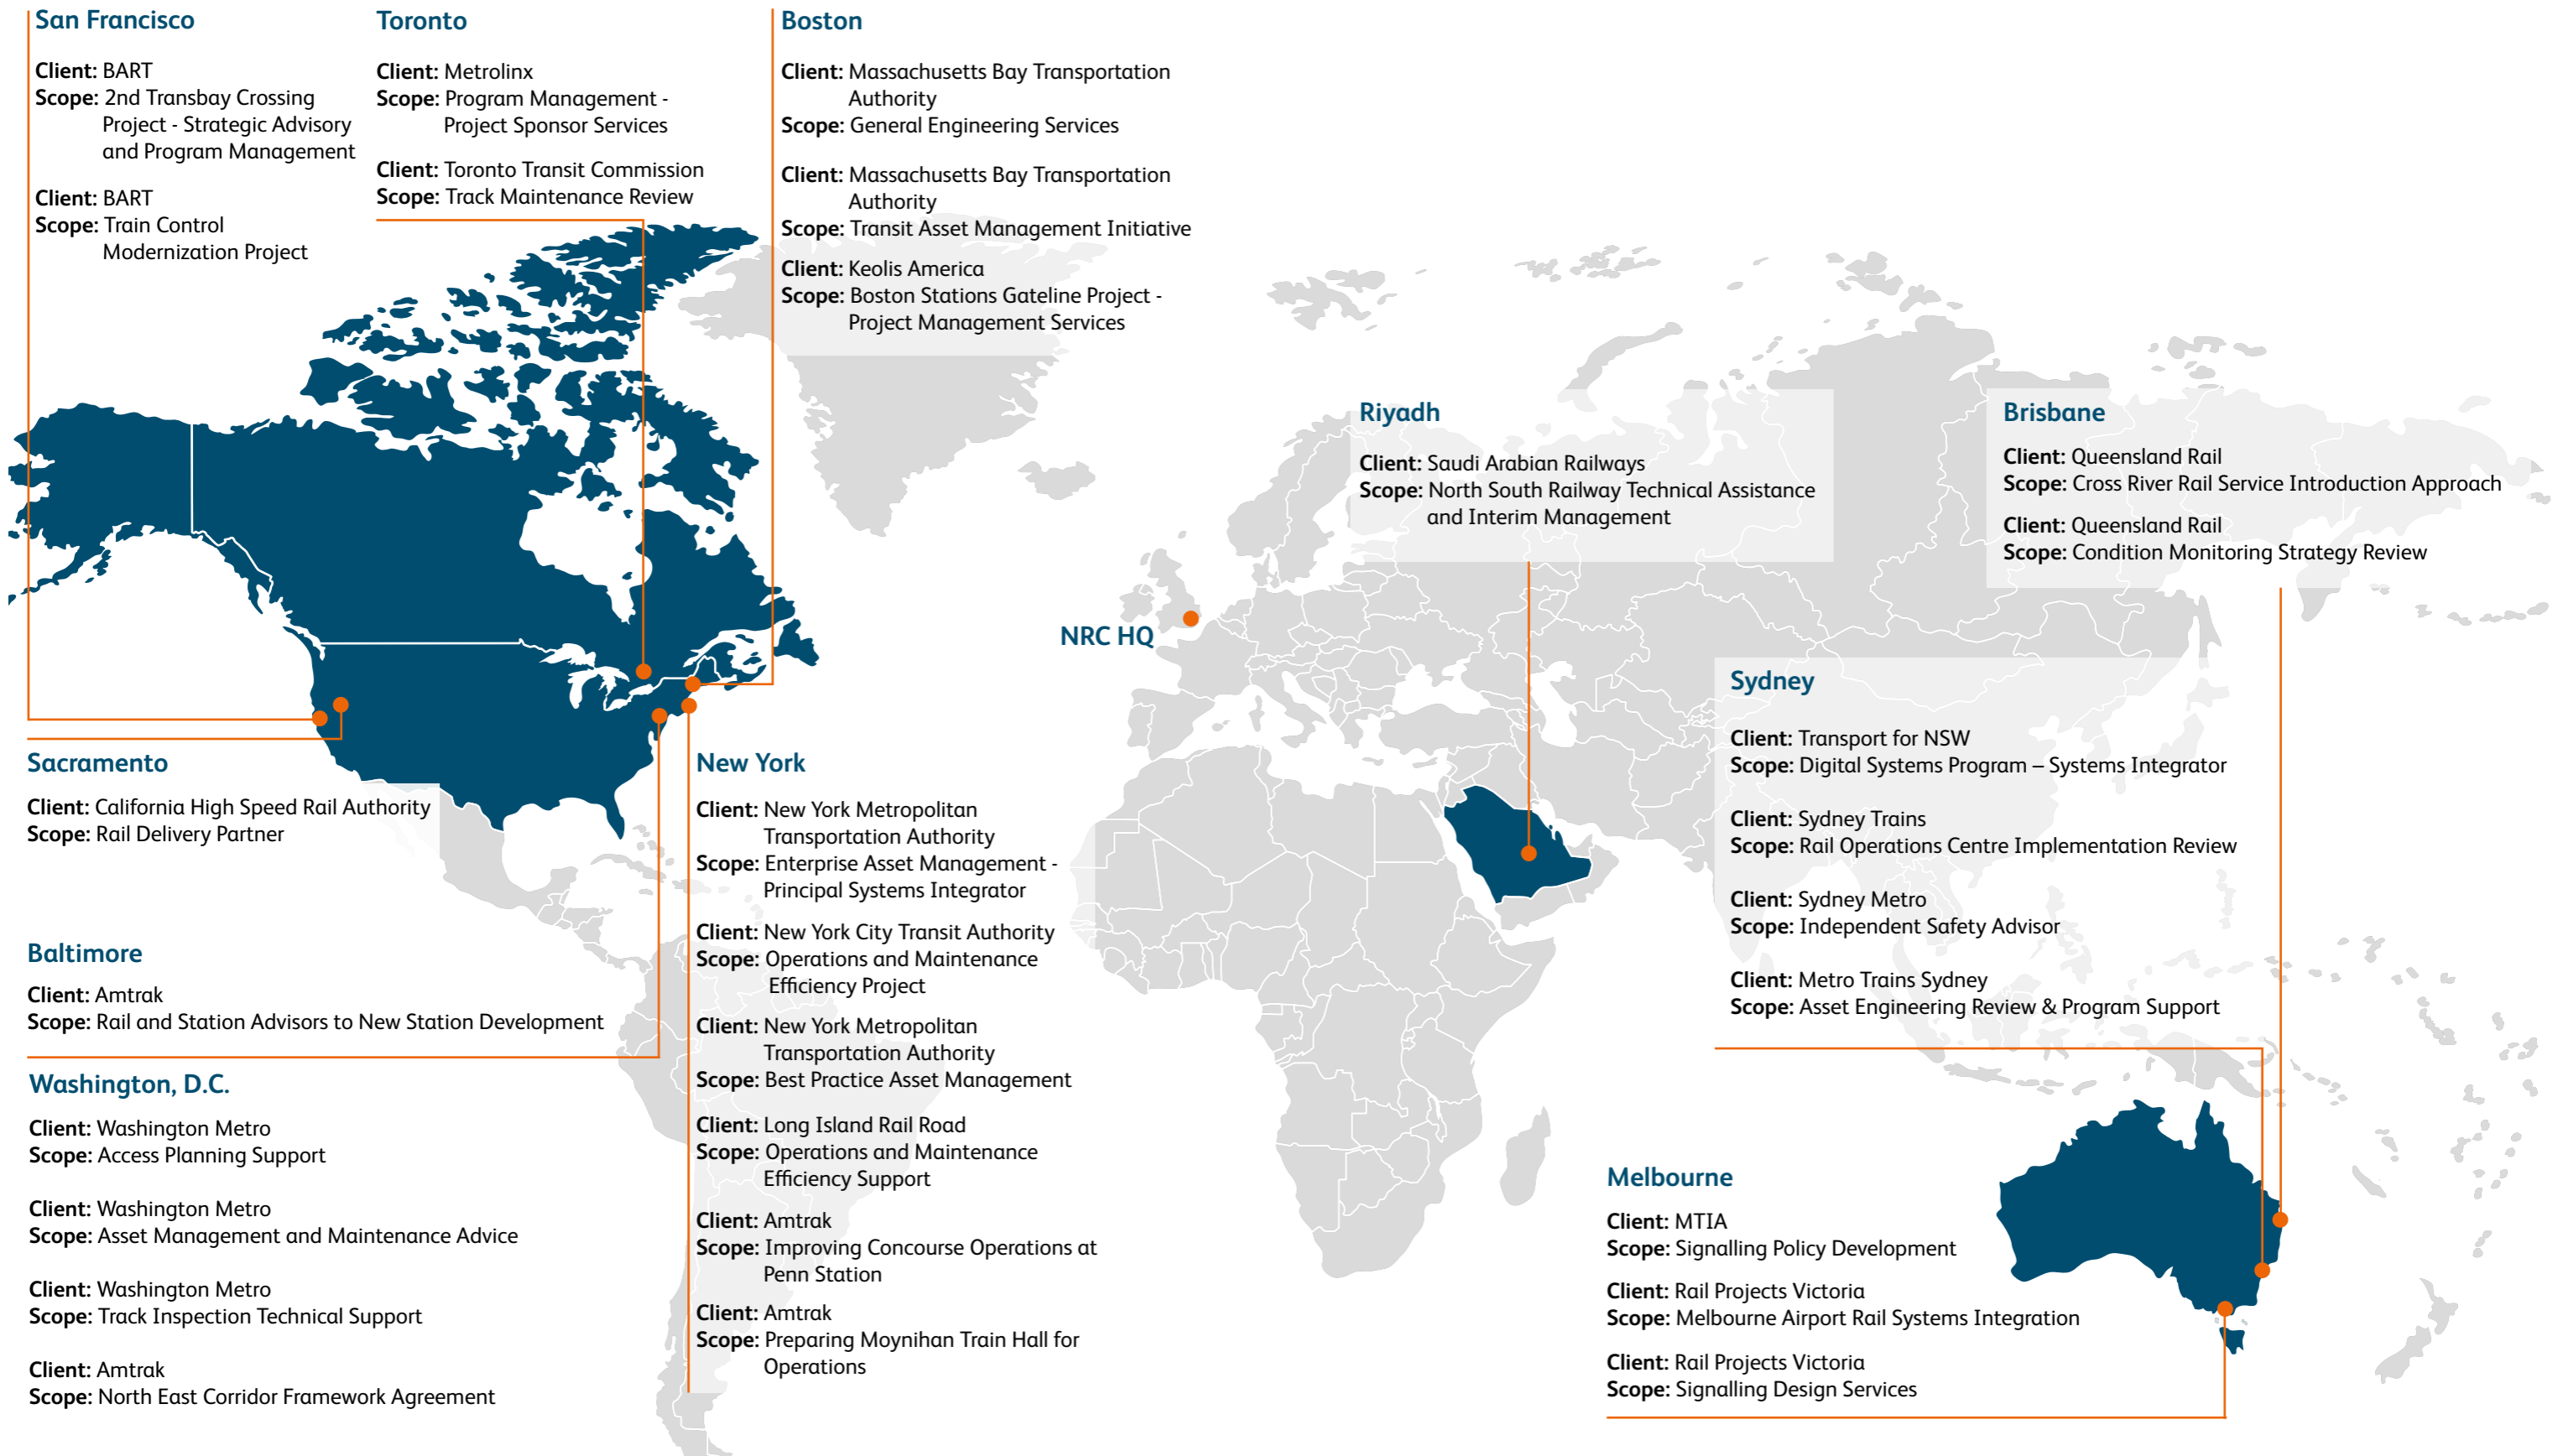 San Francisco
Client: BART
Scope: 2nd Transbay Crossing
Project - Strategic Advisory
and Program Management
Client: BART
Scope: Train Control
Modernization Project
Toronto
Client: Metrolinx
Scope: Program Management -
Project Sponsor Services
Client: Toronto Transit Commission
Scope: Track Maintenance Review
Boston
Client: Massachusetts Bay Transportation
Authority
Scope: General Engineering Services
Client: Massachusetts Bay Transportation
Authority
Scope: Transit Asset Management Initiative
Client: Keolis America
Scope: Boston Stations Gateline Project -
Project Management Services
Riyadh
Client: Saudi Arabian Railways
Scope: North South Railway Technical Assistance
and Interim Management
Brisbane
Client: Queensland Rail
Scope: Cross River Rail Service Introduction Approach
Client: Queensland Rail
Scope: Condition Monitoring Strategy Review
NRC HQ
Sydney
Client: Transport for NSW
Scope: Digital Systems Program – Systems Integrator
Client: Sydney Trains
Scope: Rail Operations Centre Implementation Review
Client: Sydney Metro
Scope: Independent Safety Advisor
Client: Metro Trains Sydney
Scope: Asset Engineering Review & Program Support
Sacramento
Client: California High Speed Rail Authority
Scope: Rail Delivery Partner
Baltimore
Client: Amtrak
Scope: Rail and Station Advisors to New Station Development
Washington, D.C.
Client: Washington Metro
Scope: Access Planning Support
Client: Washington Metro
Scope: Asset Management and Maintenance Advice
Client: Washington Metro
Scope: Track Inspection Technical Support
Client: Amtrak
Scope: North East Corridor Framework Agreement
New York
Client: New York Metropolitan
Transportation Authority
Scope: Enterprise Asset Management -
Principal Systems Integrator
Client: New York City Transit Authority
Scope: Operations and Maintenance
Efficiency Project
Client: New York Metropolitan
Transportation Authority
Scope: Best Practice Asset Management
Client: Long Island Rail Road
Scope: Operations and Maintenance
Efficiency Support
Client: Amtrak
Scope: Improving Concourse Operations at
Penn Station
Client: Amtrak
Scope: Preparing Moynihan Train Hall for
Operations
Melbourne
Client: MTIA
Scope: Signalling Policy Development
Client: Rail Projects Victoria
Scope: Melbourne Airport Rail Systems Integration
Client: Rail Projects Victoria
Scope: Signalling Design Services